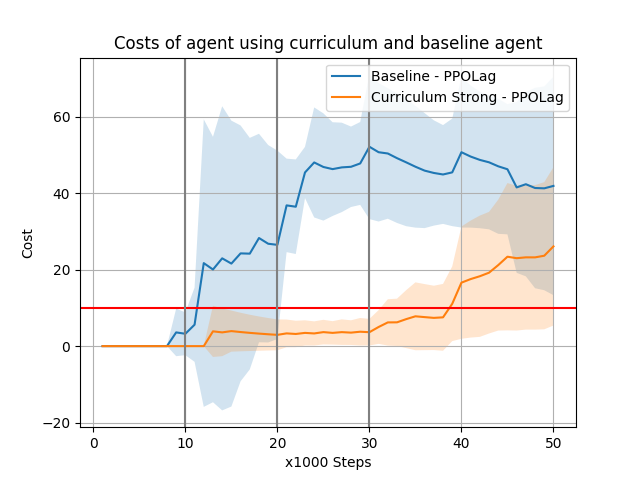 Costs of agent using curriculum and baseline agent
Baseline - PPOLag
Curriculum Strong - PPOLag
Cost
60
40
20
0
−20
0 10 20 30 40 50
x1000 Steps